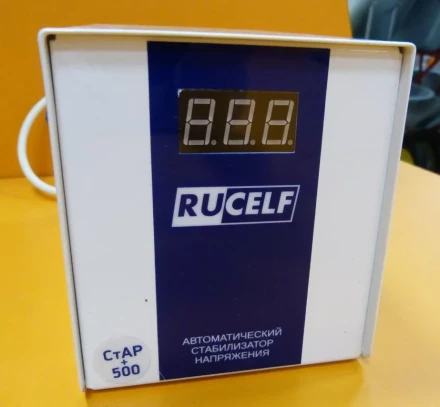 RUCELF
АВТОМАТИЧЕСКИЙ
СТАБИЛИЗАТОР
НАПРЯЖЕНИЯ
СтАР
+
500